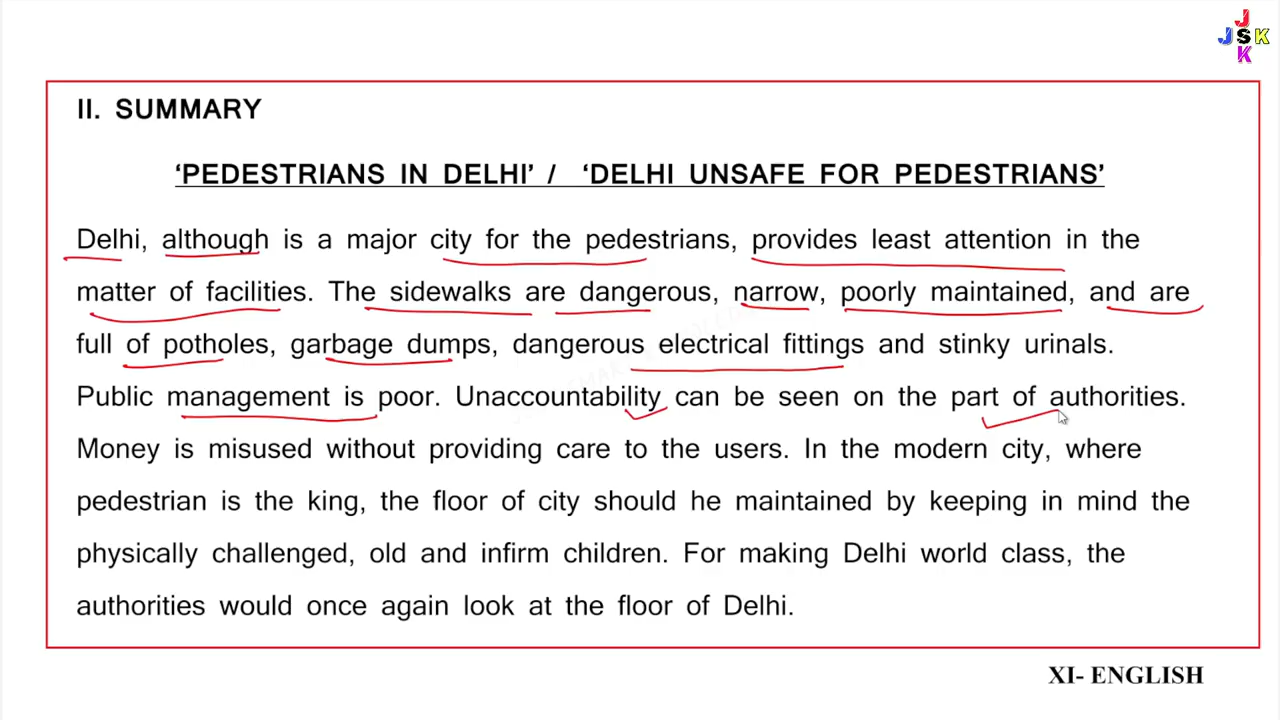 J
J S K
K
II. SUMMARY
‘PEDESTRIANS IN DELHI’ / ‘DELHI UNSAFE FOR PEDESTRIANS’
Delhi, although is a major city for the pedestrians, provides least attention in the
matter of facilities. The sidewalks are dangerous, narrow, poorly maintained, and are
full of potholes, garbage dumps, dangerous electrical fittings and stinky urinals.
Public management is poor. Unaccountability can be seen on the part of authorities.
Money is misused without providing care to the users. In the modern city, where
pedestrian is the king, the floor of city should he maintained by keeping in mind the
physically challenged, old and infirm children. For making Delhi world class, the
authorities would once again look at the floor of Delhi.
XI- ENGLISH